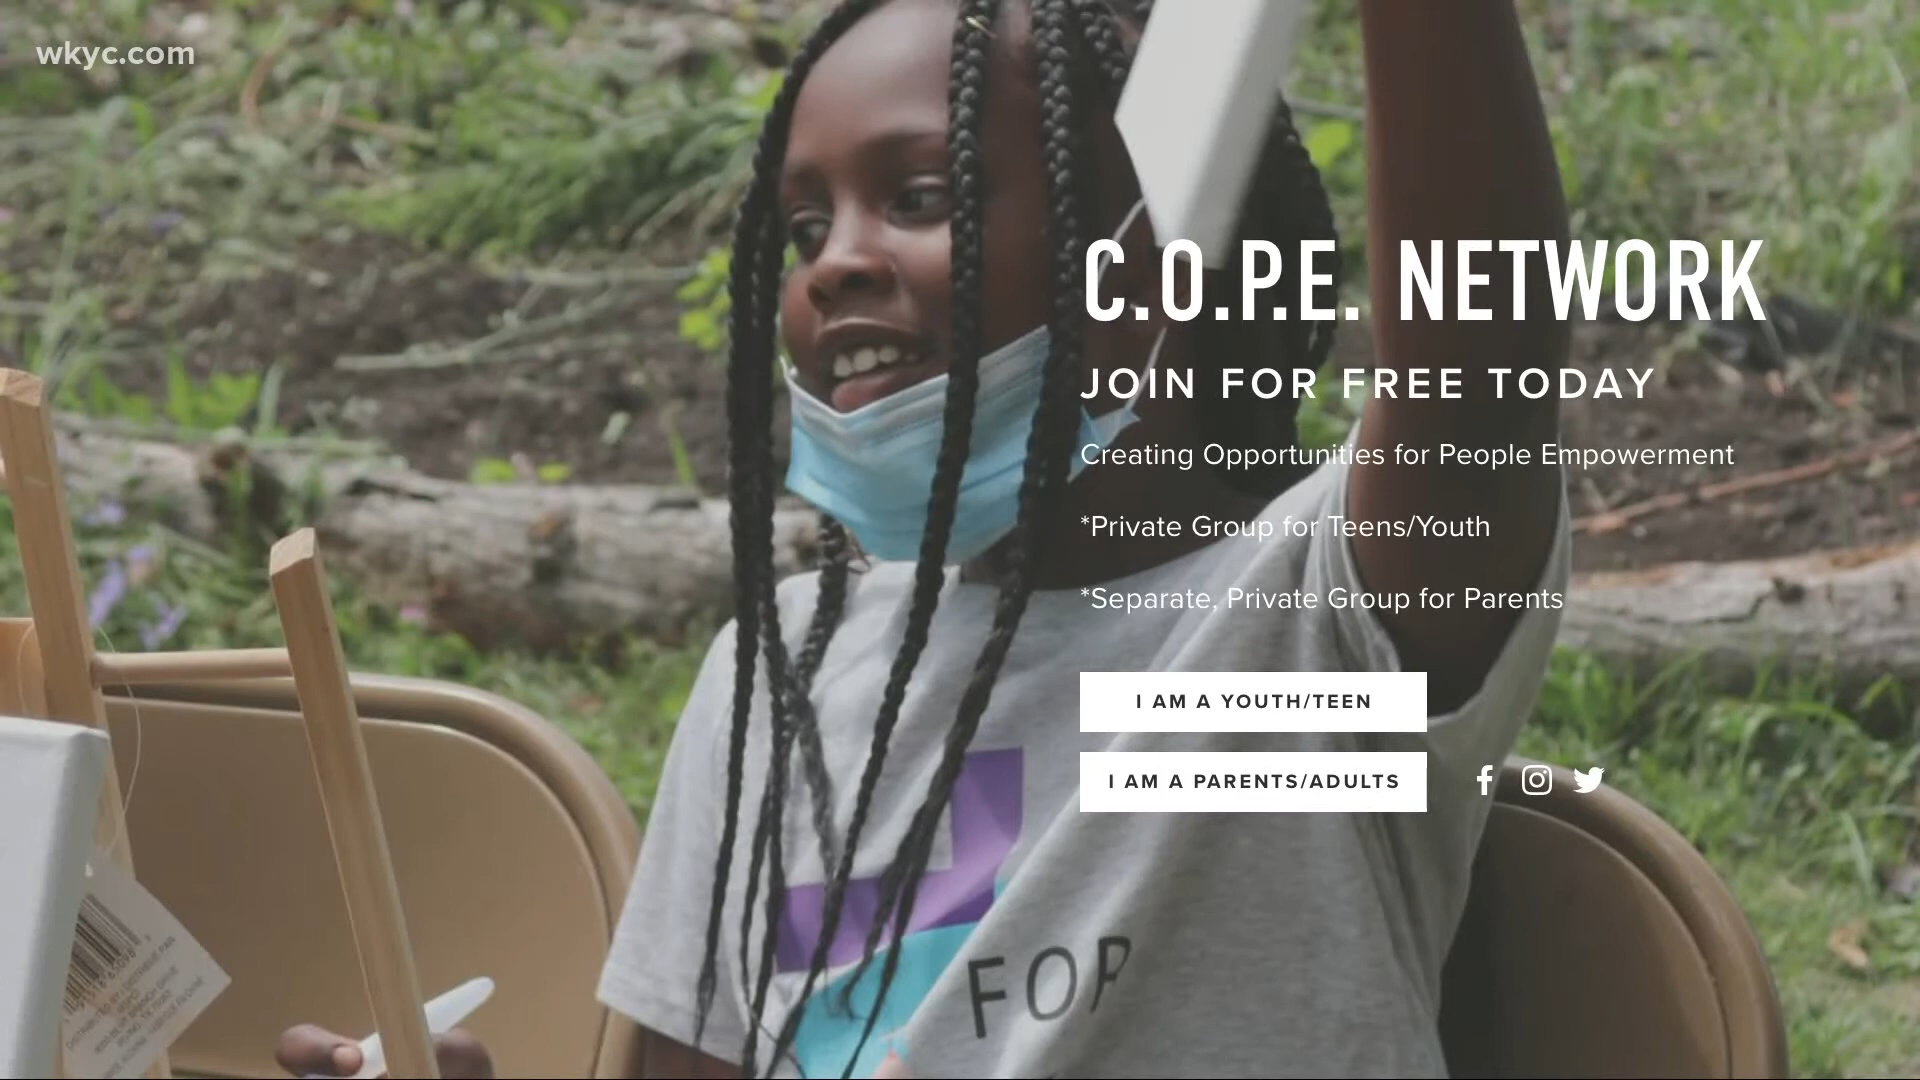 wkyc.com
C.O.P.E. NETWORK
JOIN FOR FREE TODAY
Creating Opportunities for People Empowerment
*Private Group for Teens/Youth
*Separate, Private Group for Parents
I AM A YOUTH/TEEN
I AM A PARENTS/ADULTS
FOR